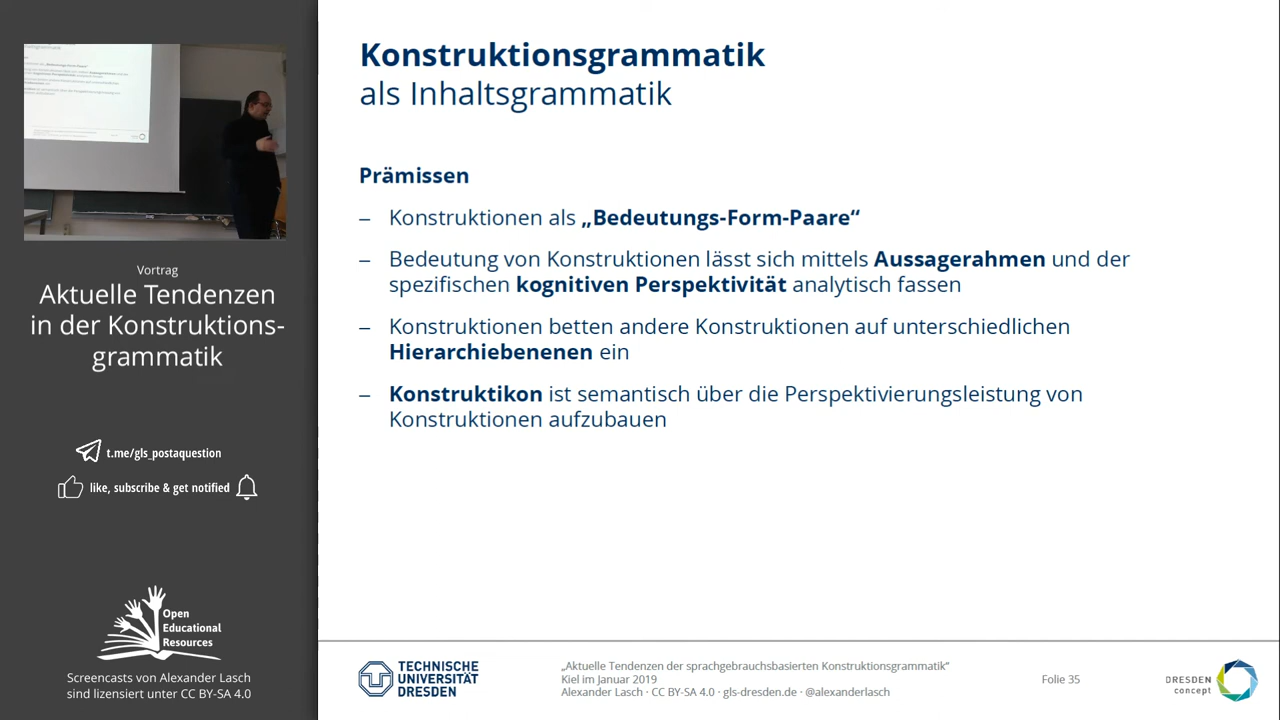 Vortrag
Aktuelle Tendenzen
in der Konstruktions-
grammatik
t.me/gls_postaquestion
like, subscribe & get notified
Open
Educational
Resources
Screencasts von Alexander Lasch
sind lizensiert unter CC BY-SA 4.0
Konstruktionsgrammatik
als Inhaltsgrammatik
Prämissen
– Konstruktionen als „Bedeutungs-Form-Paare“
– Bedeutung von Konstruktionen lässt sich mittels Aussagerahmen und der
spezifischen kognitiven Perspektivität analytisch fassen
– Konstruktionen betten andere Konstruktionen auf unterschiedlichen
Hierarchiebenenen ein
– Konstruktikon ist semantisch über die Perspektivierungsleistung von
Konstruktionen aufzubauen
TECHNISCHE
UNIVERSITÄT
DRESDEN
„Aktuelle Tendenzen der sprachgebrauchsbasierten Konstruktionsgrammatik“
Kiel im Januar 2019
Alexander Lasch · CC BY-SA 4.0 · gls-dresden.de · @alexanderlasch
Folie 35
DRESDEN
concept